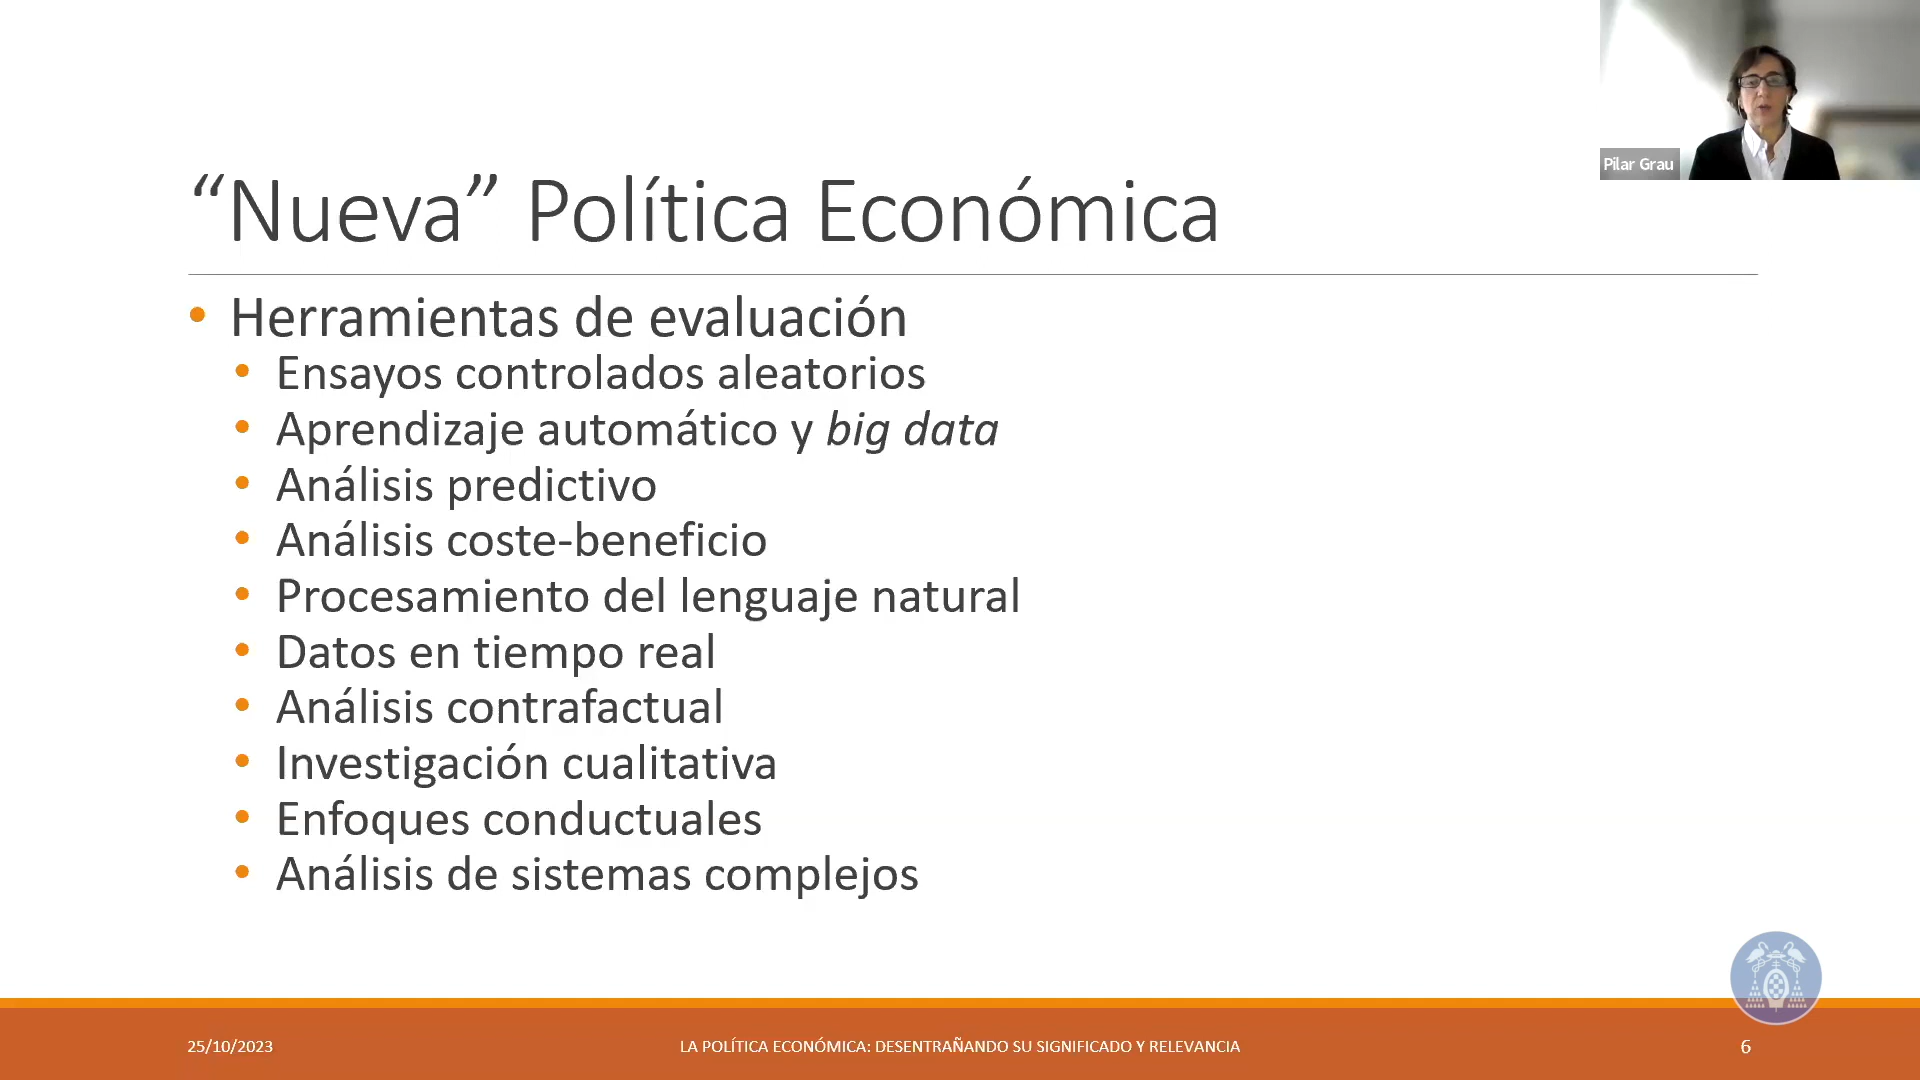 Pilar Grau
“Nueva” Política Económica
• Herramientas de evaluación
• Ensayos controlados aleatorios
• Aprendizaje automático y big data
• Análisis predictivo
• Análisis coste-beneficio
• Procesamiento del lenguaje natural
• Datos en tiempo real
• Análisis contrafactual
• Investigación cualitativa
• Enfoques conductuales
• Análisis de sistemas complejos
25/10/2023
LA POLÍTICA ECONÓMICA: DESENTRAÑANDO SU SIGNIFICADO Y RELEVANCIA
6